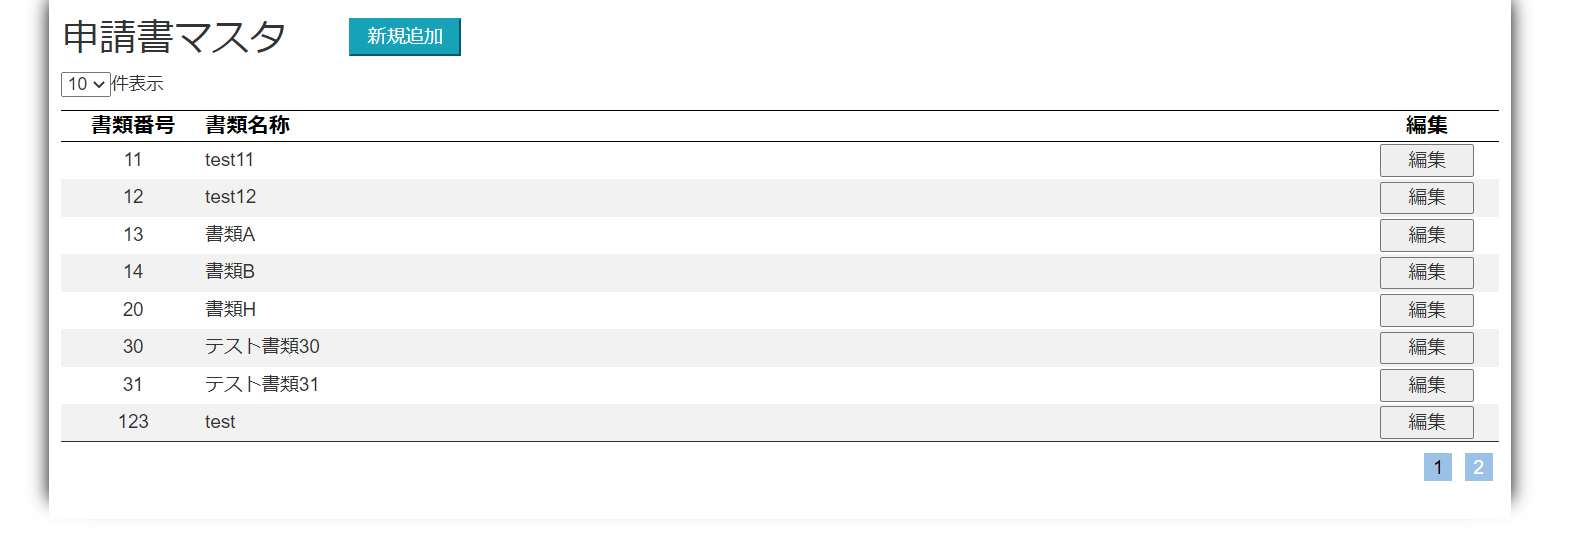 申請書マスタ 新規追加
10 件表示
書類番号 書類名称 編集
11 test11 編集
12 test12 編集
13 書類A 編集
14 書類B 編集
20 書類H 編集
30 テスト書類30 編集
31 テスト書類31 編集
123 test 編集
1 2